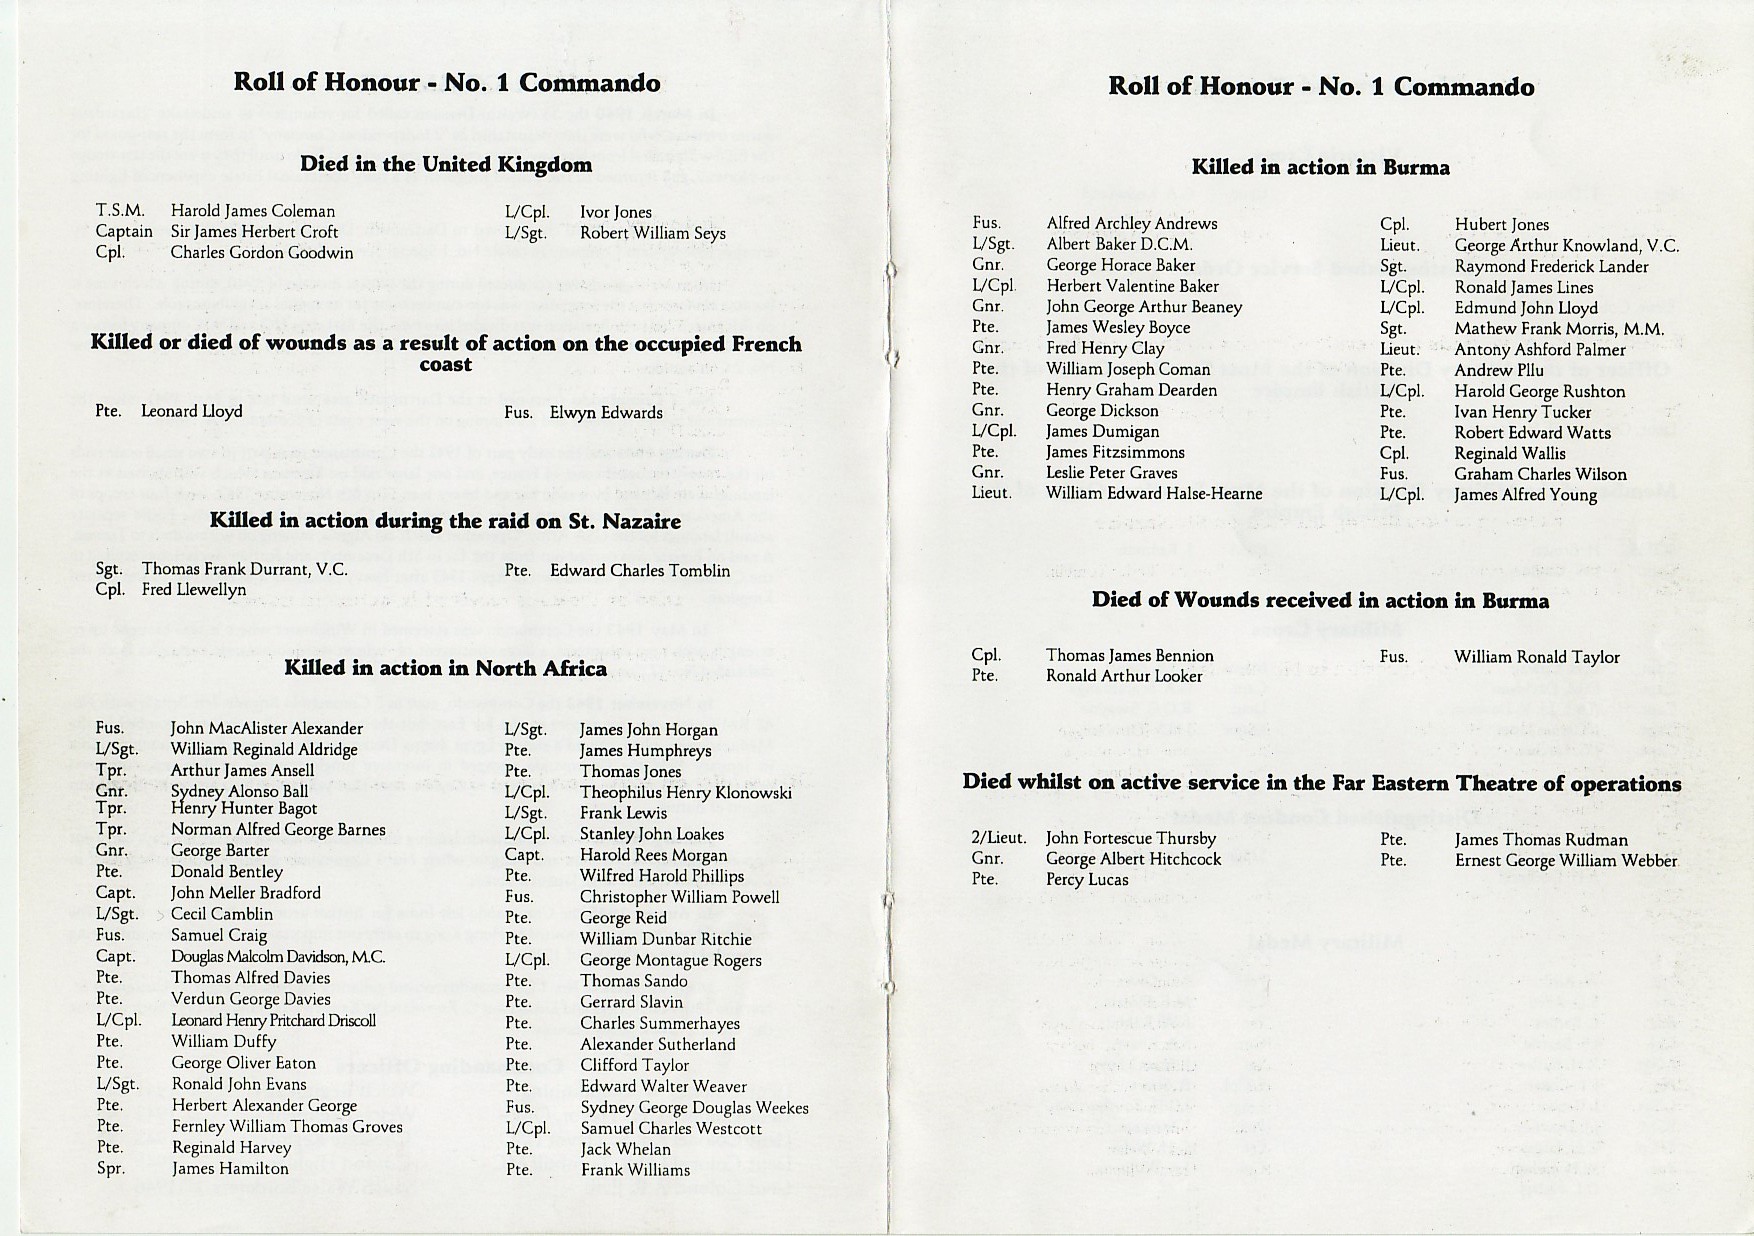 Roll of Honour - No. 1 Commando
Died in the United Kingdom
T.S.M. Harold James Coleman
Captain Sir James Herbert Croft
Cpl. Charles Gordon Goodwin
L/Cpl. Ivor Jones
L/Sgt. Robert William Seys
Killed or died of wounds as a result of action on the occupied French
coast
Pte. Leonard Lloyd
Fus. Elwyn Edwards
Killed in action during the raid on St. Nazaire
Sgt. Thomas Frank Durrant, V.C.
Cpl. Fred Llewellyn
Pte. Edward Charles Tomblin
Killed in action in North Africa
Fus. John MacAlister Alexander
L/Sgt. William Reginald Aldridge
Tpr. Arthur James Ansell
Gnr. Sydney Alonso Ball
Tpr. Henry Hunter Bagot
Tpr. Norman Alfred George Barnes
Gnr. George Barter
Pte. Donald Bentley
Capt. John Meller Bradford
L/Sgt. Cecil Camblin
Fus. Samuel Craig
Capt. Douglas Malcolm Davidson, M.C.
Pte. Thomas Alfred Davies
Pte. Verdun George Davies
L/Cpl. Leonard Henry Pritchard Driscoll
Pte. William Duffy
Pte. George Oliver Eaton
L/Sgt. Ronald John Evans
Pte. Herbert Alexander George
Pte. Fernley William Thomas Groves
Pte. Reginald Harvey
Spr. James Hamilton
L/Sgt. James John Horgan
Pte. James Humphreys
Pte. Thomas Jones
L/Cpl. Theophilus Henry Klonowski
L/Sgt. Frank Lewis
L/Cpl. Stanley John Loakes
Capt. Harold Rees Morgan
Pte. Wilfred Harold Phillips
Fus. Christopher William Powell
Pte. George Reid
Pte. William Dunbar Ritchie
L/Cpl. George Montague Rogers
Pte. Thomas Sando
Pte. Gerrard Slavin
Pte. Charles Summerhayes
Pte. Alexander Sutherland
Pte. Clifford Taylor
Pte. Edward Walter Weaver
Fus. Sydney George Douglas Weekes
L/Cpl. Samuel Charles Westcott
Pte. Jack Whelan
Pte. Frank Williams
Roll of Honour - No. 1 Commando
Killed in action in Burma
Fus. Alfred Archley Andrews
L/Sgt. Albert Baker D.C.M.
Gnr. George Horace Baker
L/Cpl. Herbert Valentine Baker
Gnr. John George Arthur Beaney
Pte. James Wesley Boyce
Gnr. Fred Henry Clay
Pte. William Joseph Coman
Pte. Henry Graham Dearden
Gnr. George Dickson
L/Cpl. James Dumigan
Pte. James Fitzsimmons
Gnr. Leslie Peter Graves
Lieut. William Edward Halse-Hearne
Cpl. Hubert Jones
Lieut. George Arthur Knowland, V.C.
Sgt. Raymond Frederick Lander
L/Cpl. Ronald James Lines
L/Cpl. Edmund John Lloyd
Sgt. Mathew Frank Morris, M.M.
Lieut. Antony Ashford Palmer
Pte. Andrew Pllu
L/Cpl. Harold George Rushton
Pte. Ivan Henry Tucker
Pte. Robert Edward Watts
Cpl. Reginald Wallis
Fus. Graham Charles Wilson
L/Cpl. James Alfred Young
Died of Wounds received in action in Burma
Cpl. Thomas James Bennion
Pte. Ronald Arthur Looker
Fus. William Ronald Taylor
Died whilst on active service in the Far Eastern Theatre of operations
2/Lieut. John Fortescue Thursby
Gnr. George Albert Hitchcock
Pte. Percy Lucas
Pte. James Thomas Rudman
Pte. Ernest George William Webber